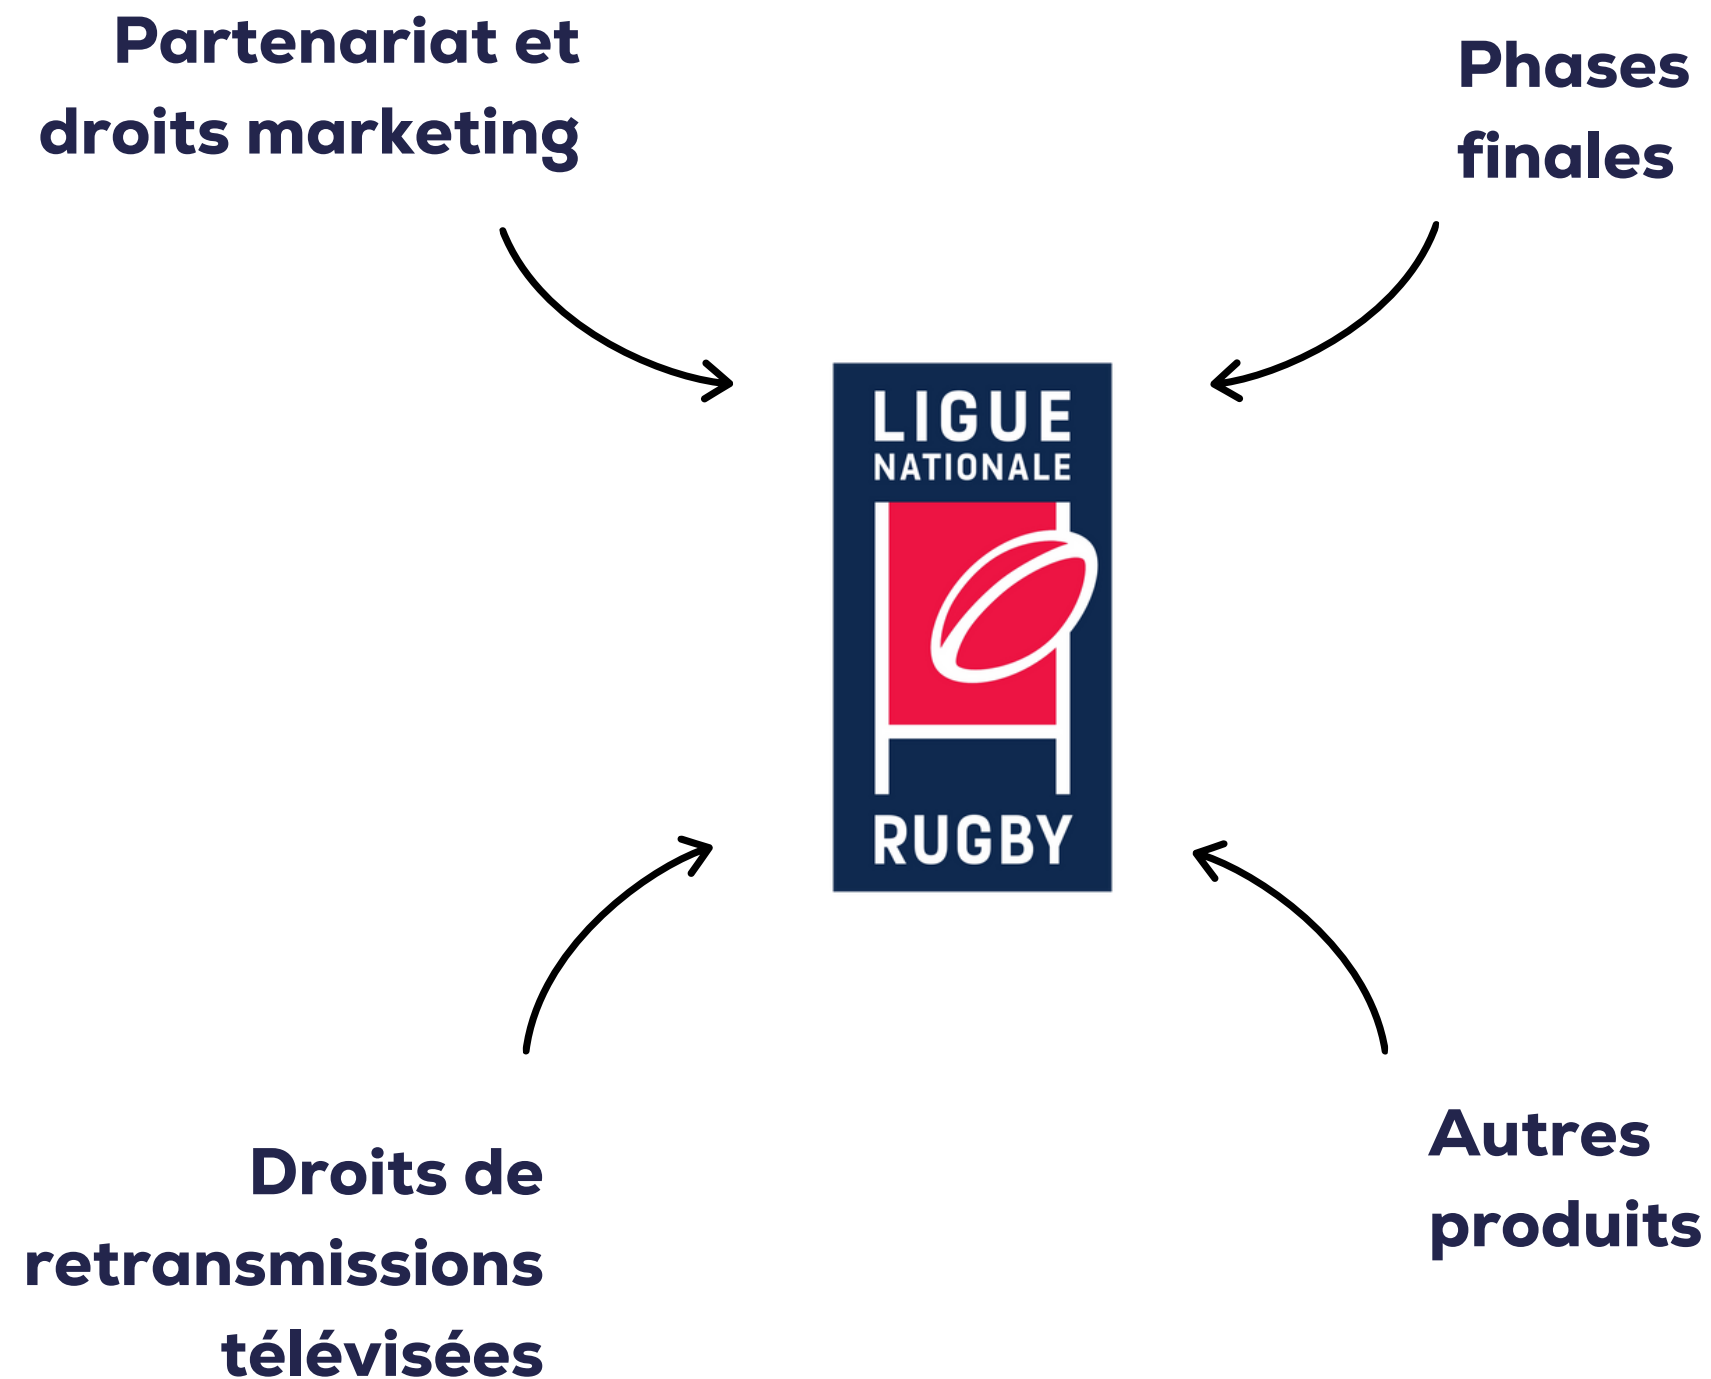 Partenariat et
droits marketing
Phases
finales
LIGUE
NATIONALE
RUGBY
Droits de
retransmissions
télévisées
Autres
produits